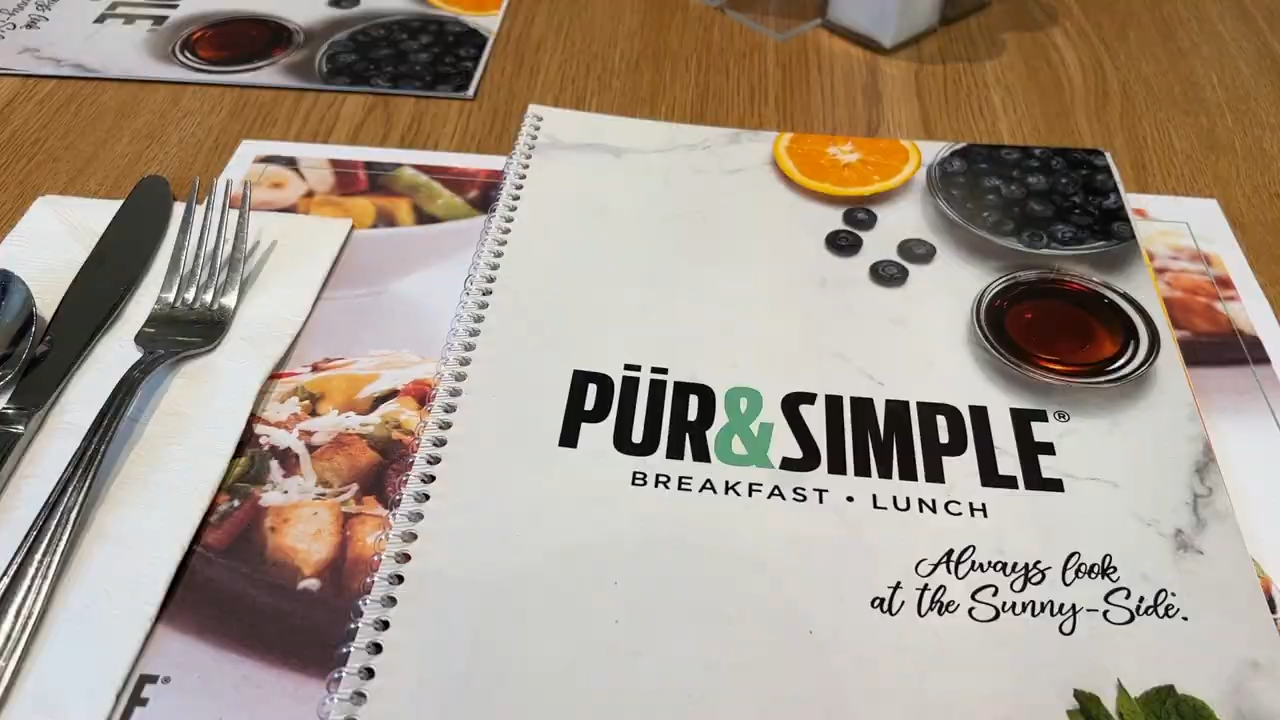 PÜR&SIMPLE®
BREAKFAST • LUNCH
Always look
at the Sunny-Side.
E®